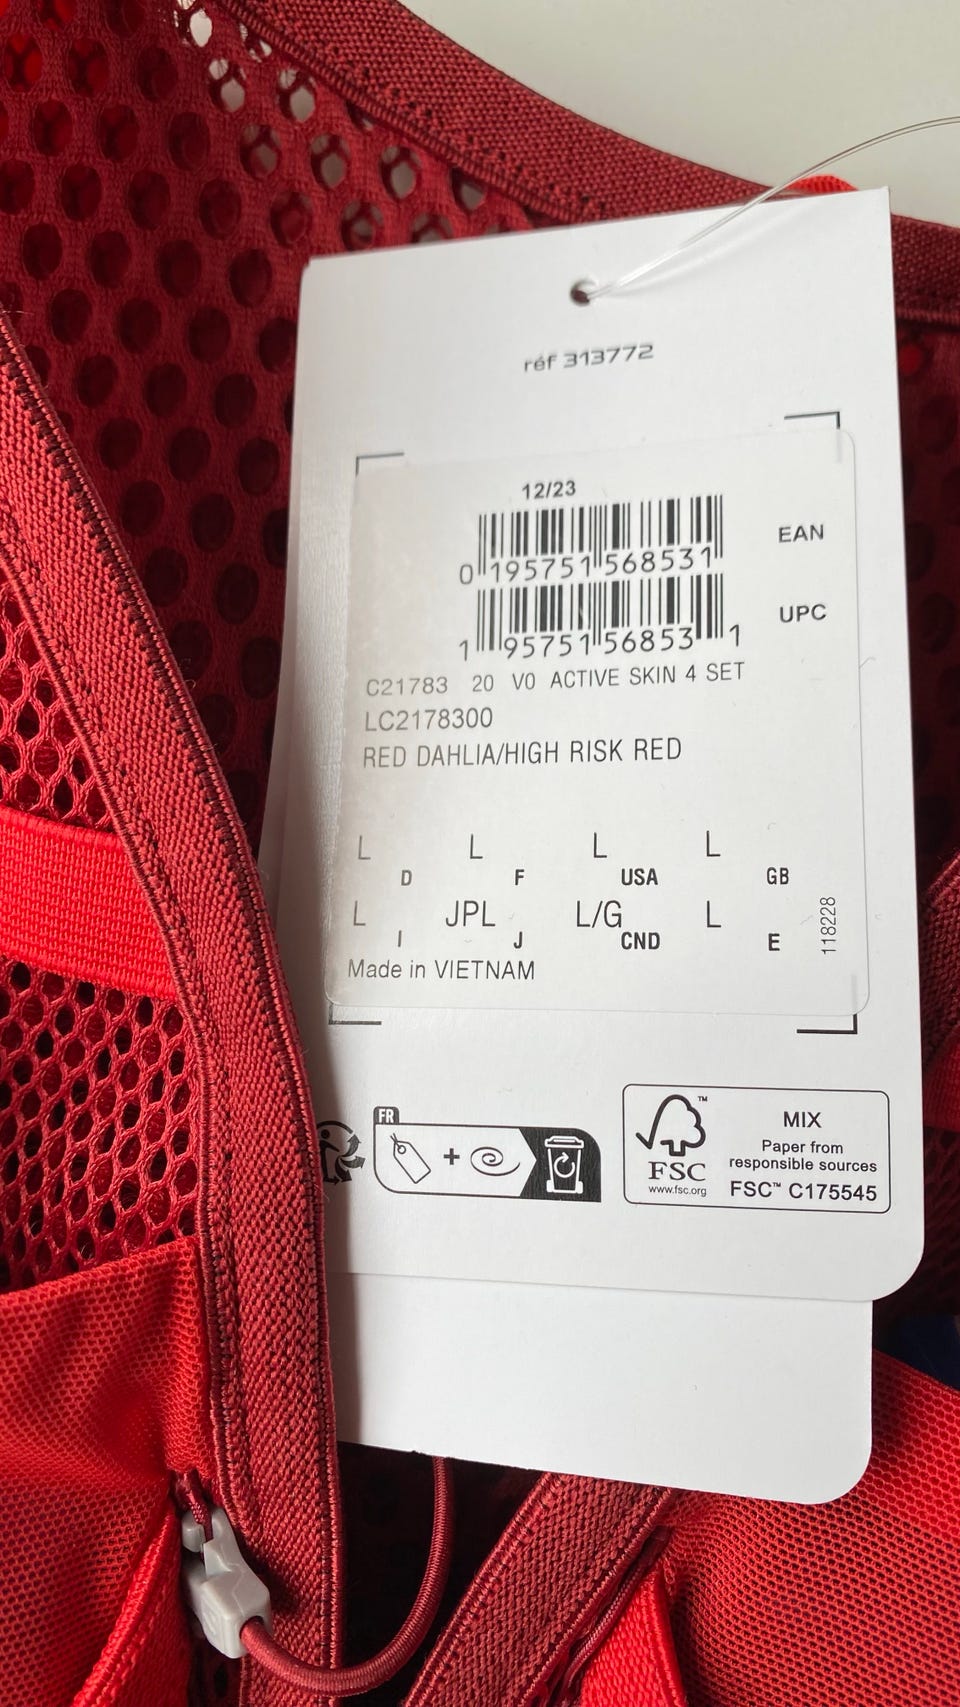 réf 313772
12/23
0 195751 568531
EAN
1 95751 56853 1
UPC
C21783 20 V0 ACTIVE SKIN 4 SET
LC2178300
RED DAHLIA/HIGH RISK RED
L D L F L USA L GB
L I JPL J L/G CND L E
118228
Made in VIETNAM
FR
+
FSC™
www.fsc.org
MIX
Paper from
responsible sources
FSC™ C175545